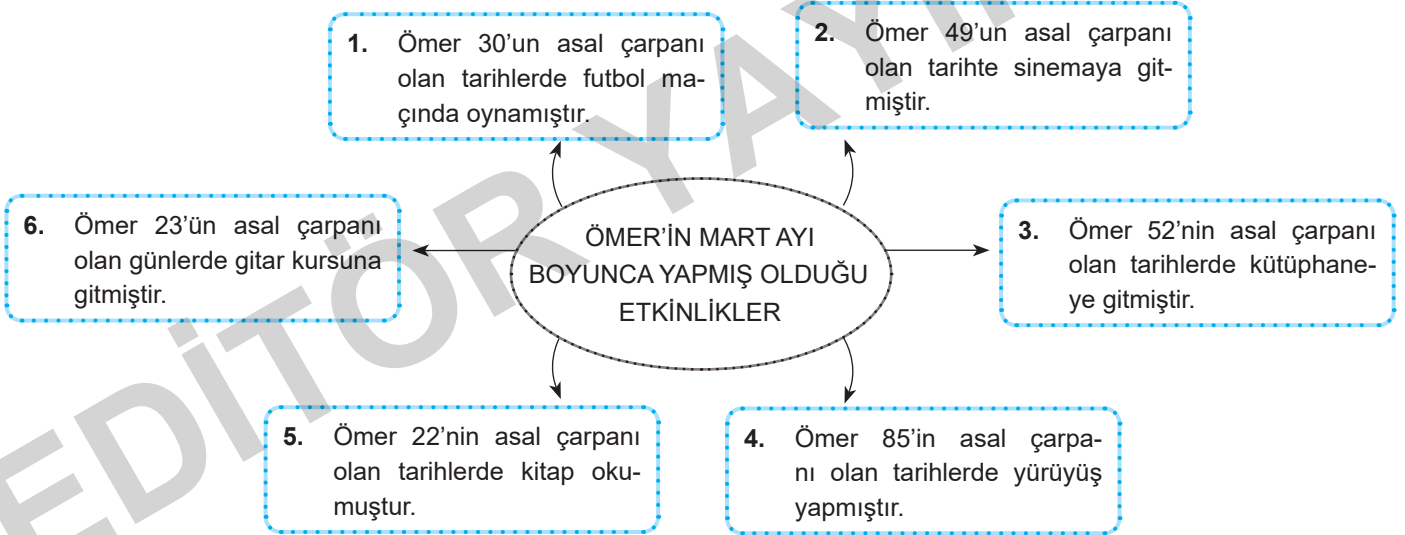 1. Ömer 30’un asal çarpanı
olan tarihlerde futbol ma-
çında oynamıştır.
2. Ömer 49’un asal çarpanı
olan tarihte sinemaya git-
miştir.
6. Ömer 23’ün asal çarpanı
olan günlerde gitar kursuna
gitmiştir.
ÖMER’İN MART AYI
BOYUNCA YAPMIŞ OLDUĞU
ETKİNLİKLER
3. Ömer 52’nin asal çarpanı
olan tarihlerde kütüphane-
ye gitmiştir.
5. Ömer 22’nin asal çarpanı
olan tarihlerde kitap oku-
muştur.
4. Ömer 85’in asal çarpa-
nı olan tarihlerde yürüyüş
yapmıştır.
EDİTÖR YAYI